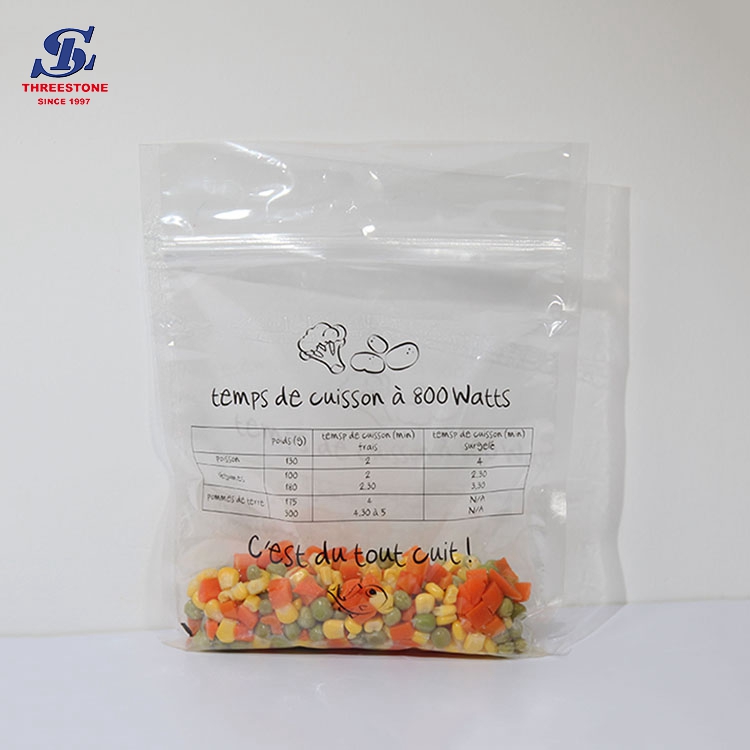 THREESTONE
SINCE 1997
temps de cuisson à 800 Watts
poids (g) temsp de cuisson (min) trais temsp de cuisson (min) surgelé
poisson 130 2 4
légumes 100 2 2.30
180 2.30 3.30
pommes de terre 175 4 N/A
300 4.30 à 5 N/A
C'est du tout cuit !